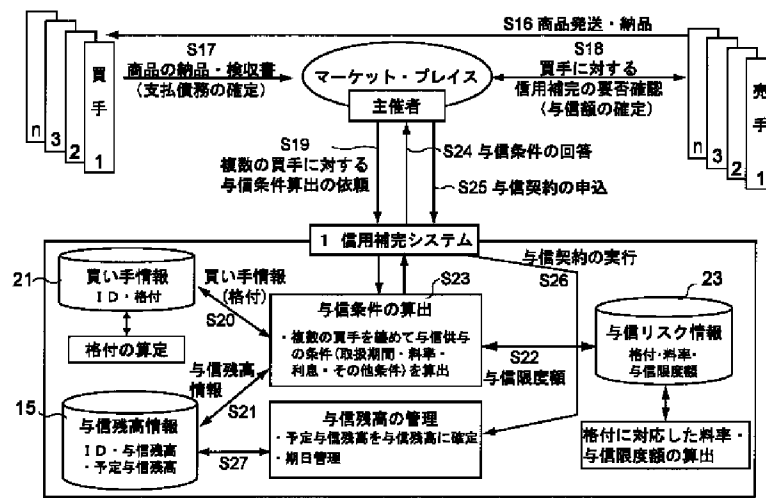 S16 商品発送・納品
S17
商品の納品・検収書
(支払債務の確定)
マーケット・プレイス
主催者
S18
買手に対する
信用補完の要否確認
(与信額の確定)
買手
1
2
3
n
売手
1
2
3
n
S19
複数の買手に対する
与信条件算出の依頼
S24 与信条件の回答
S25 与信契約の申込
1 信用補完システム
21
買い手情報
ID・格付
買い手情報
(格付)
S20
格付の算定
S23
与信条件の算出
・複数の買手を纏めて与信供与
の条件(取扱期間・料率・
利息・その他条件)を算出
与信契約の実行
S26
23
与信リスク情報
格付・料率・
与信限度額
S22
与信限度額
与信残高
情報
S21
15
与信残高情報
ID・与信残高
・予定与信残高
S27
与信残高の管理
・予定与信残高を与信残高に確定
・期日管理
格付に対応した料率・
与信限度額の算出